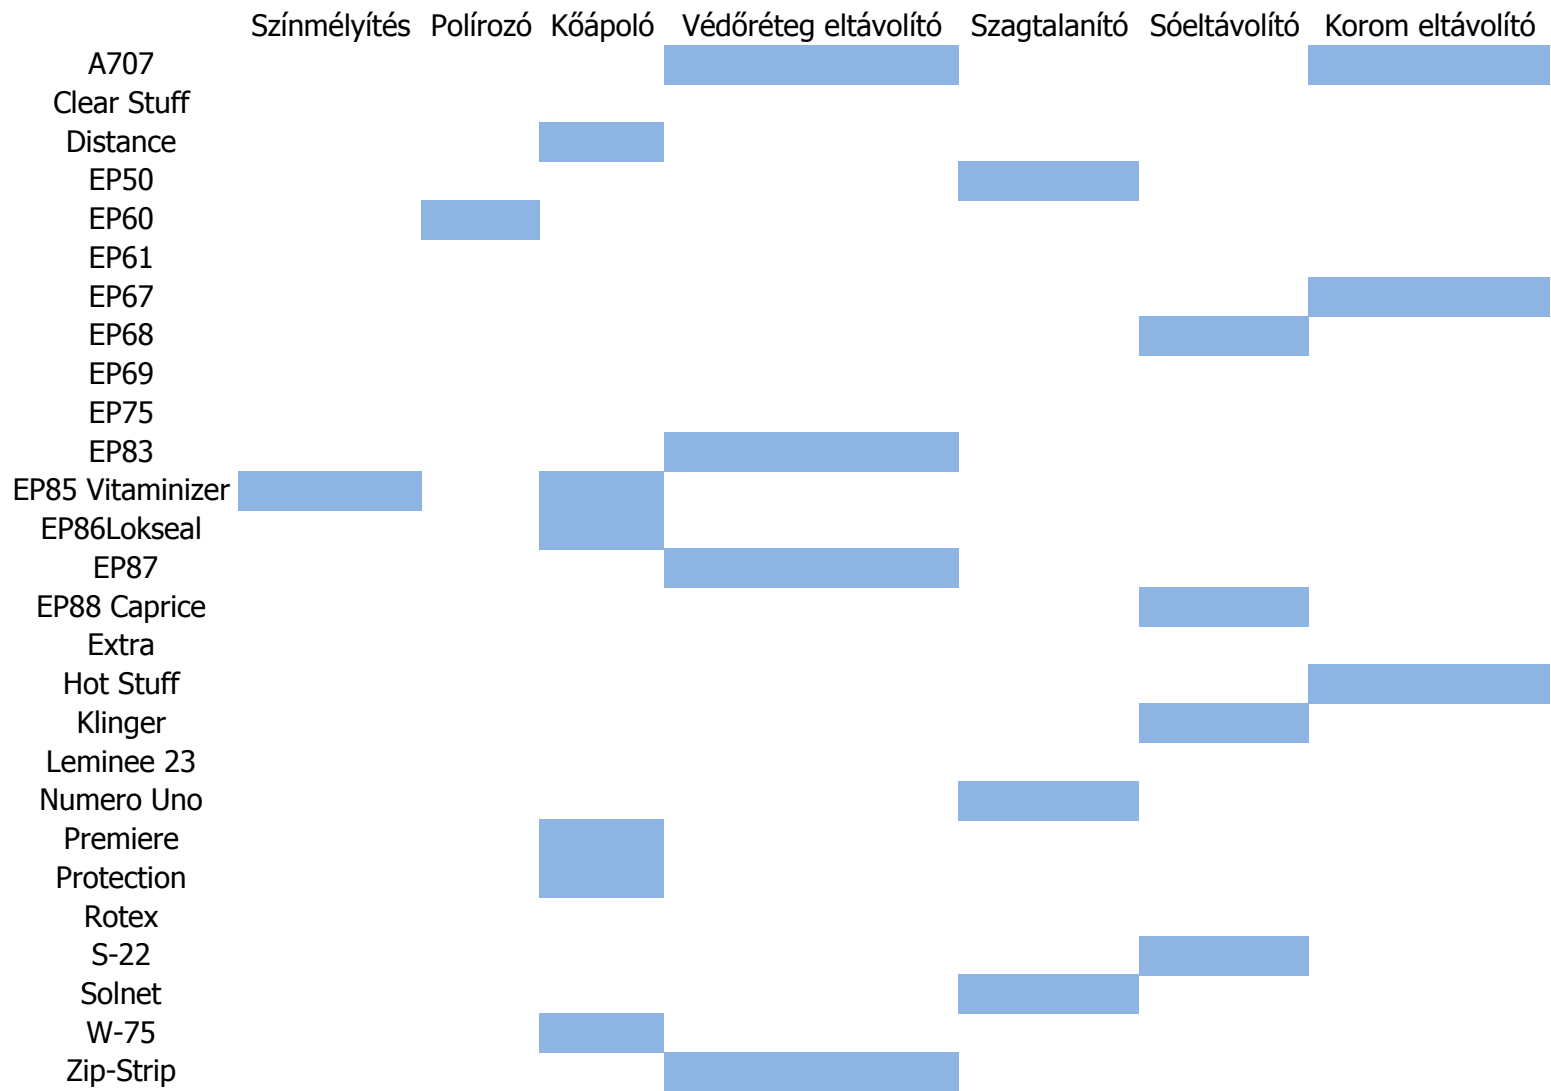 Színmélyítés Polírozó Kőápoló Védőréteg eltávolító Szagtalanító Sóeltávolító Korom eltávolító
A707
Clear Stuff
Distance
EP50
EP60
EP61
EP67
EP68
EP69
EP75
EP83
EP85 Vitaminizer
EP86Lokseal
EP87
EP88 Caprice
Extra
Hot Stuff
Klinger
Leminee 23
Numero Uno
Premiere
Protection
Rotex
S-22
Solnet
W-75
Zip-Strip